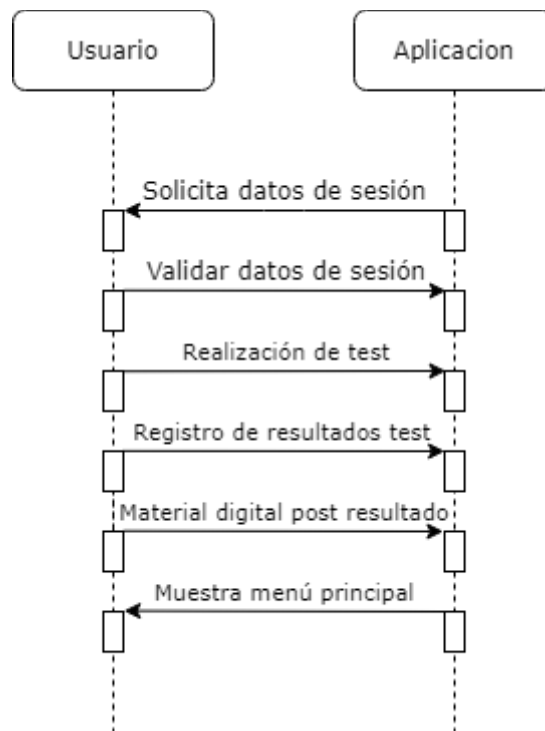 Usuario
Aplicacion
Solicita datos de sesión
Validar datos de sesión
Realización de test
Registro de resultados test
Material digital post resultado
Muestra menú principal